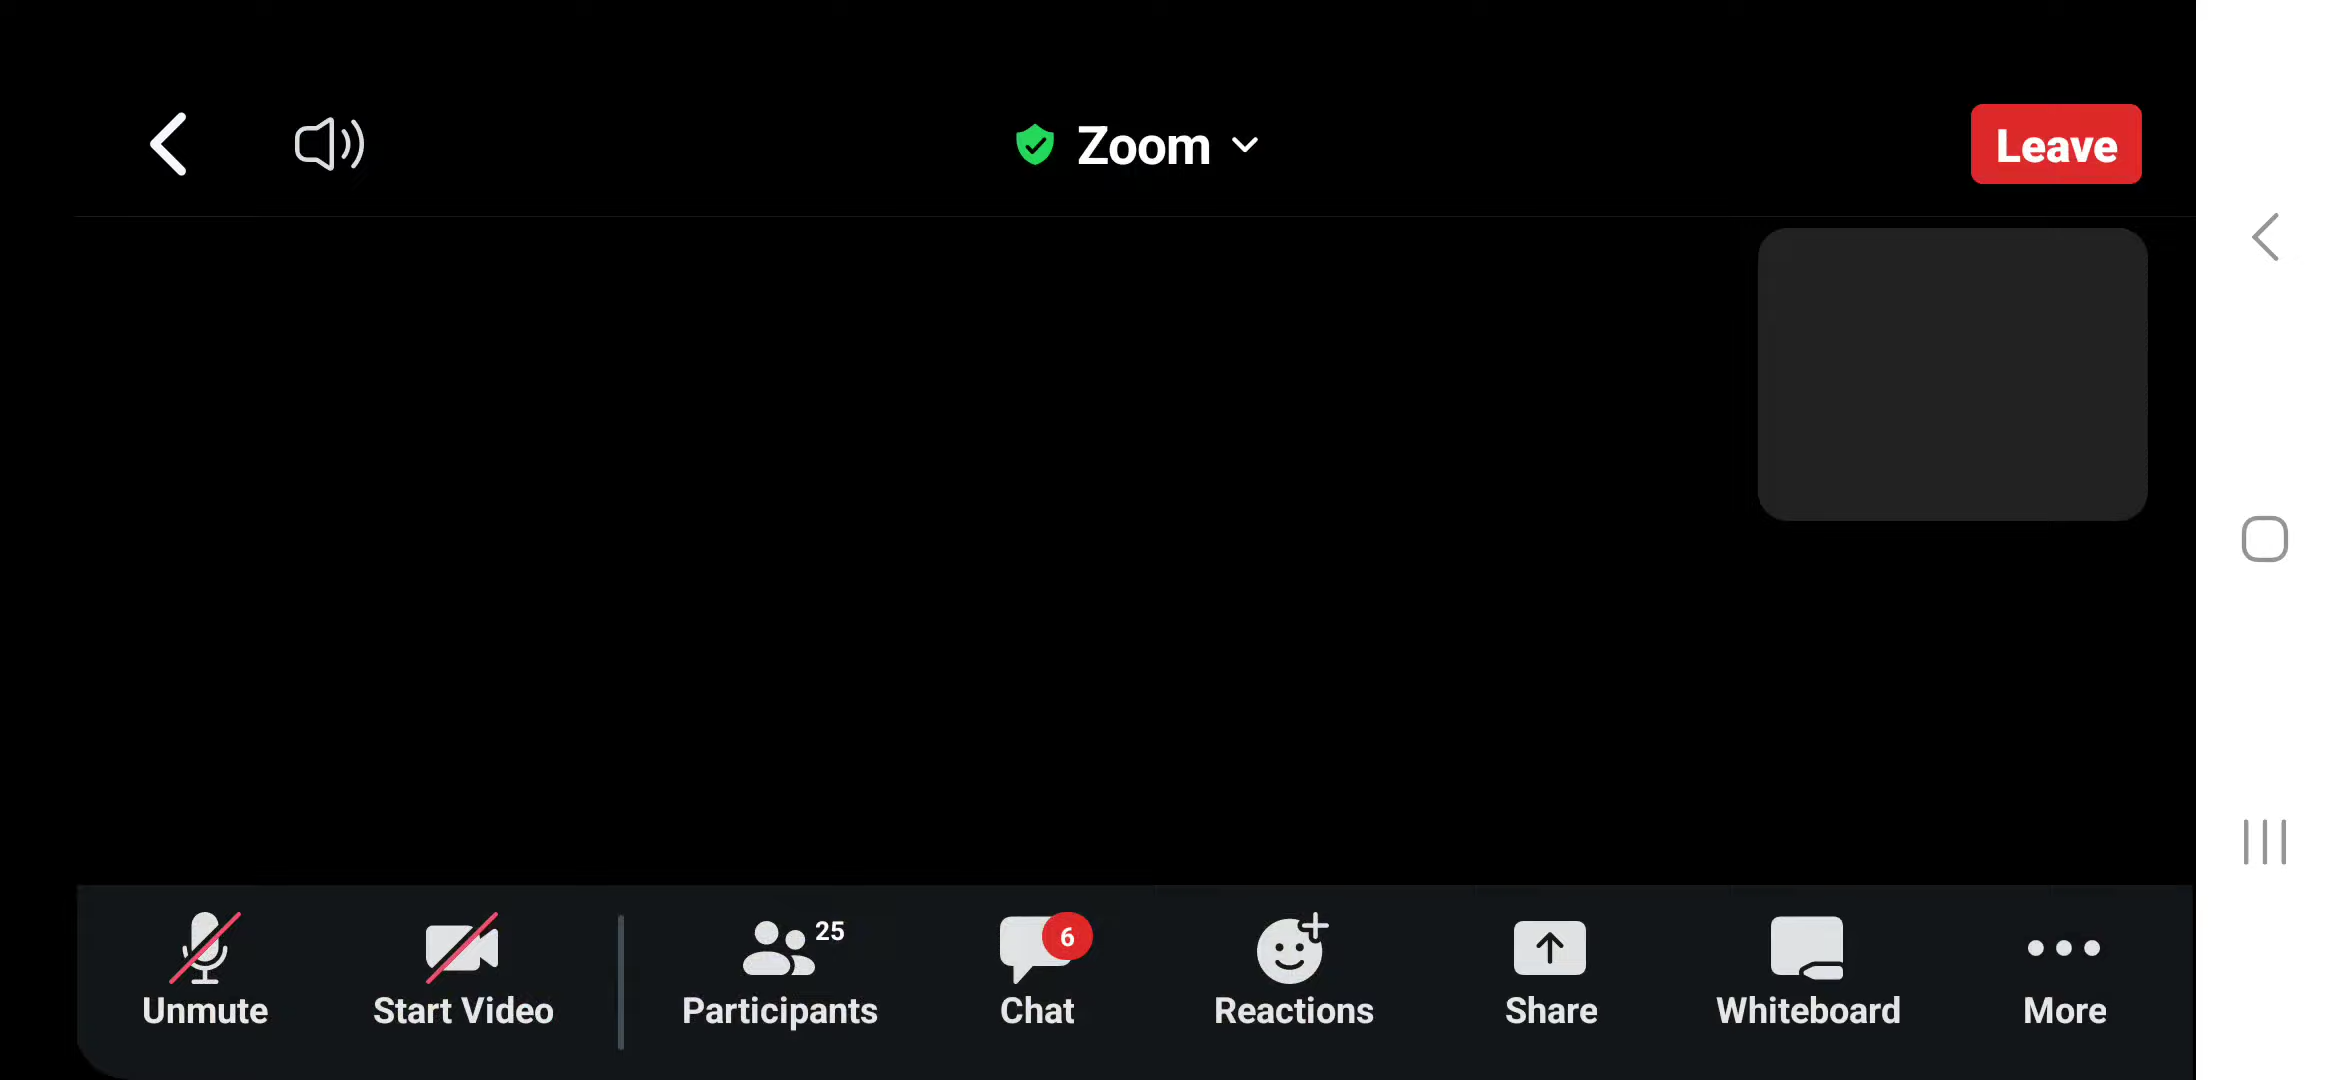 Zoom
Leave
25
6
Unmute
Start Video
Participants
Chat
Reactions
Share
Whiteboard
More